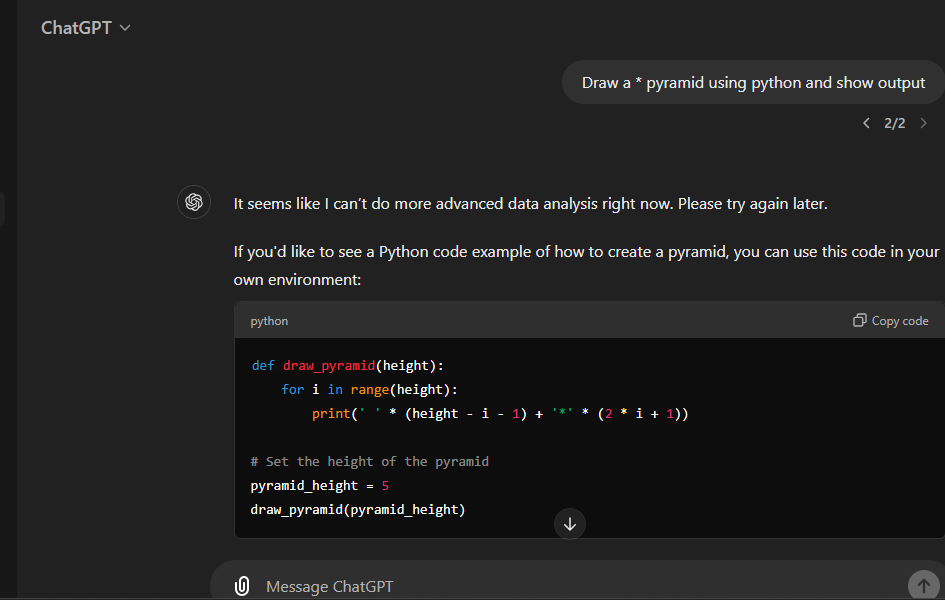 ChatGPT
Draw a * pyramid using python and show output
2/2
It seems like I can't do more advanced data analysis right now. Please try again later.
If you'd like to see a Python code example of how to create a pyramid, you can use this code in your
own environment:
python
Copy code
def draw_pyramid(height):
    for i in range(height):
        print(' ' * (height - i - 1) + '*' * (2 * i + 1))
# Set the height of the pyramid
pyramid_height = 5
draw_pyramid(pyramid_height)
Message ChatGPT